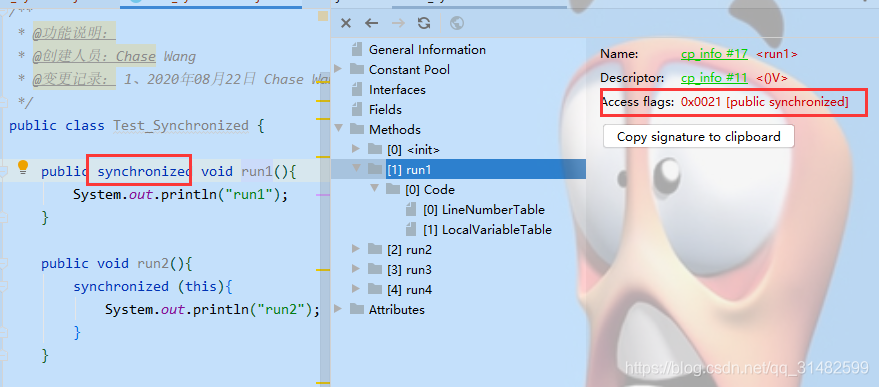 /**
* @功能说明：
* @创建人员：Chase Wang
* @变更记录： 1、2020年08月22日 Chase Wan
*/
public class Test_Synchronized {
public synchronized void run1(){
System.out.println("run1");
}
public void run2(){
synchronized (this){
System.out.println("run2");
}
}
General Information
Constant Pool
Interfaces
Fields
Methods
[0] <init>
[1] run1
[0] Code
[0] LineNumberTable
[1] LocalVariableTable
[2] run2
[3] run3
[4] run4
Attributes
Name: cp_info #17 <run1>
Descriptor: cp_info #11 <()V>
Access flags: 0x0021 [public synchronized]
Copy signature to clipboard
https://blog.csdn.net/qq_31482599